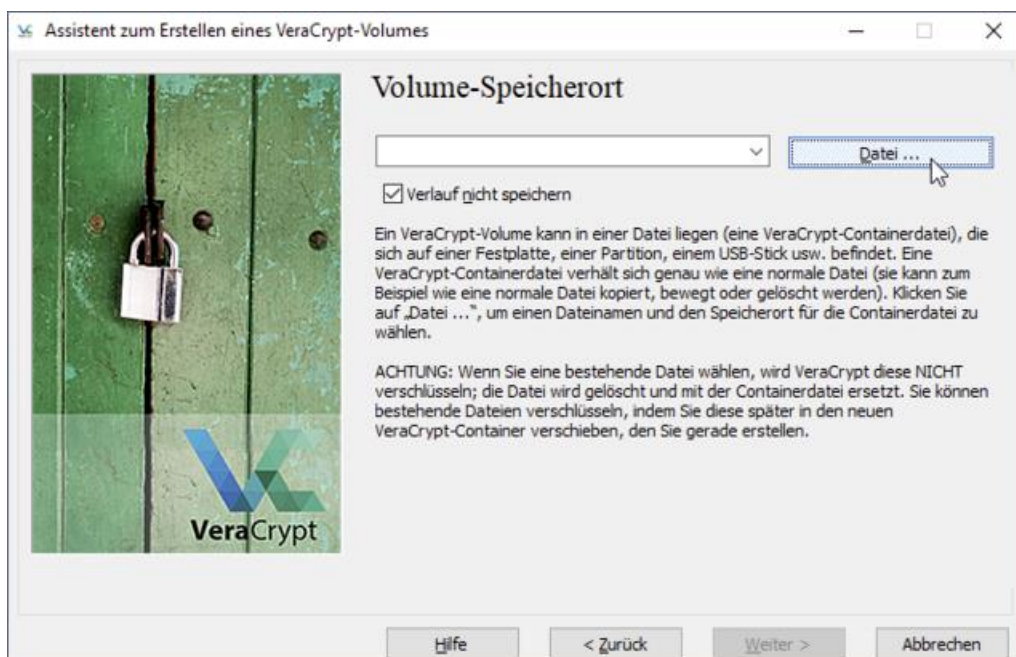 Assistent zum Erstellen eines VeraCrypt-Volumes
Volume-Speicherort
Datei ...
Verlauf nicht speichern
Ein VeraCrypt-Volume kann in einer Datei liegen (eine VeraCrypt-Containerdatei), die
sich auf einer Festplatte, einer Partition, einem USB-Stick usw. befindet. Eine
VeraCrypt-Containerdatei verhält sich genau wie eine normale Datei (sie kann zum
Beispiel wie eine normale Datei kopiert, bewegt oder gelöscht werden). Klicken Sie
auf „Datei ...“, um einen Dateinamen und den Speicherort für die Containerdatei zu
wählen.
ACHTUNG: Wenn Sie eine bestehende Datei wählen, wird VeraCrypt diese NICHT
verschlüsseln; die Datei wird gelöscht und mit der Containerdatei ersetzt. Sie können
bestehende Dateien verschlüsseln, indem Sie diese später in den neuen
VeraCrypt-Container verschieben, den Sie gerade erstellen.
VeraCrypt
Hilfe
< Zurück
Weiter >
Abbrechen